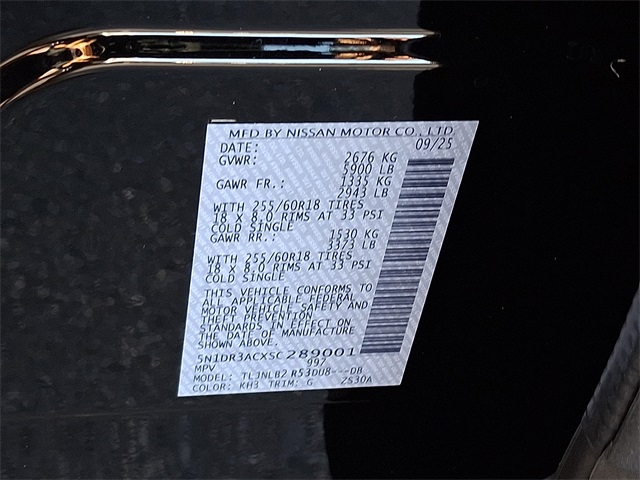 MFD BY NISSAN MOTOR CO., LTD
DATE: 09/25
GVWR: 2676 KG
5900 LB
GAWR FR.: 1335 KG
2943 LB
WITH 255/60R18 TIRES
18 X 8.0 RIMS AT 33 PSI
COLD SINGLE
GAWR RR.: 1530 KG
3373 LB
WITH 255/60R18 TIRES
18 X 8.0 RIMS AT 33 PSI
COLD SINGLE
THIS VEHICLE CONFORMS TO
ALL APPLICABLE FEDERAL
MOTOR VEHICLE SAFETY AND
THEFT PREVENTION
STANDARDS IN EFFECT ON
THE DATE OF MANUFACTURE
SHOWN ABOVE.
5N1DR3ACXSC289001
MPV 997
MODEL: TLJNLB2 R53DU8---DB
COLOR: KH3 TRIM: G 2S30A